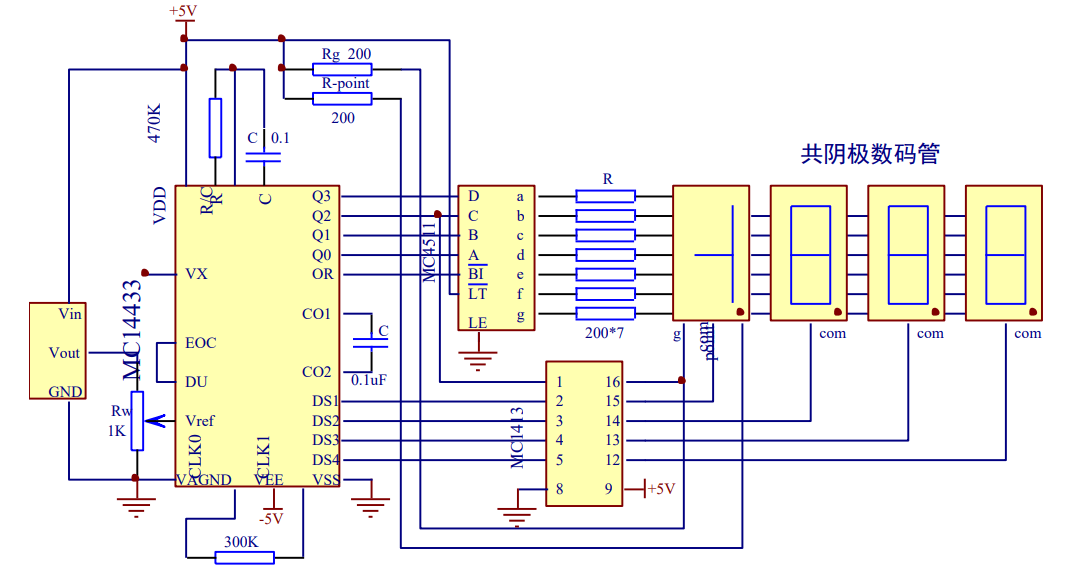 +5V
Rg 200
R-point
200
470K
C 0.1
共阴极数码管
VDD
R/C
R
C
Q3
Q2
Q1
Q0
OR
VX
CO1
CO2
EOC
DU
Vref
DS1
DS2
DS3
DS4
CLK0
CLK1
VAGND
VEE
VSS
MC14433
C
0.1uF
Vin
Vout
GND
Rw
1K
-5V
300K
D
C
B
A
BI
LT
LE
a
b
c
d
e
f
g
MC4511
R
200*7
g
com
point
com
com
com
1
2
3
4
5
8
16
15
14
13
12
9
MC1413
+5V